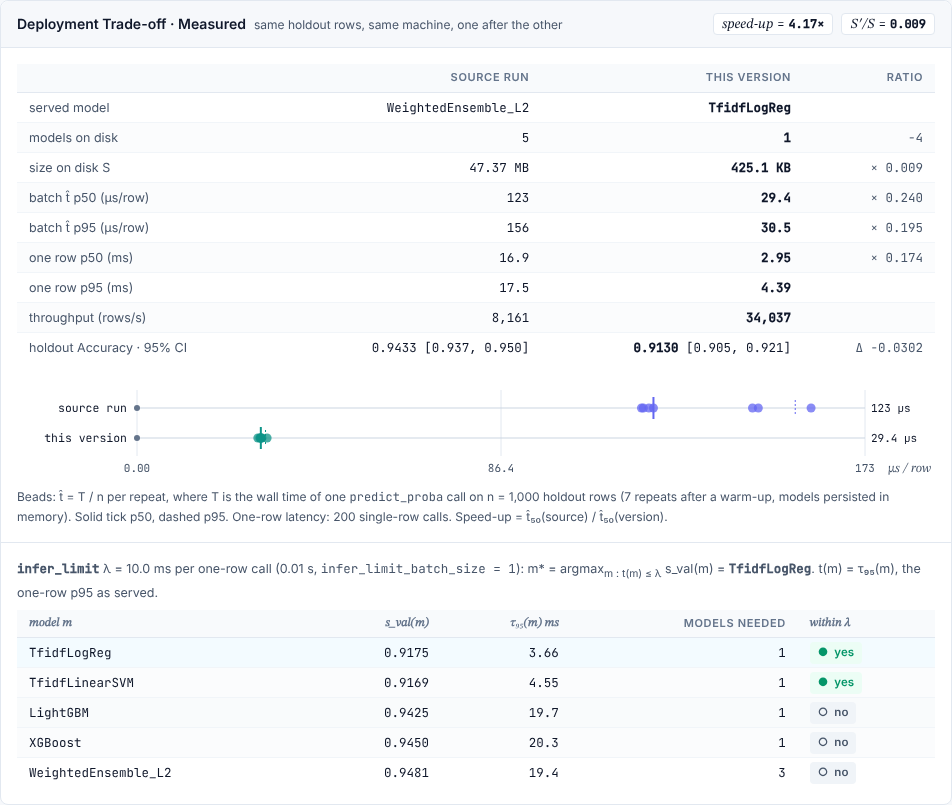 Deployment Trade-off · Measured same holdout rows, same machine, one after the other speed-up = 4.17× S′/S = 0.009
SOURCE RUN THIS VERSION RATIO
served model WeightedEnsemble_L2 TfidfLogReg
models on disk 5 1 -4
size on disk S 47.37 MB 425.1 KB × 0.009
batch t̂ p50 (µs/row) 123 29.4 × 0.240
batch t̂ p95 (µs/row) 156 30.5 × 0.195
one row p50 (ms) 16.9 2.95 × 0.174
one row p95 (ms) 17.5 4.39
throughput (rows/s) 8,161 34,037
holdout Accuracy · 95% CI 0.9433 [0.937, 0.950] 0.9130 [0.905, 0.921] Δ -0.0302
source run 123 µs
this version 29.4 µs
0.00 86.4 173 µs / row
Beads: t̂ = T / n per repeat, where T is the wall time of one predict_proba call on n = 1,000 holdout rows (7 repeats after a warm-up, models persisted in
memory). Solid tick p50, dashed p95. One-row latency: 200 single-row calls. Speed-up = t̂₅₀(source) / t̂₅₀(version).
infer_limit λ = 10.0 ms per one-row call (0.01 s, infer_limit_batch_size = 1): m* = argmax m : t(m) ≤ λ s_val(m) = TfidfLogReg. t(m) = τ₉₅(m), the
one-row p95 as served.
model m s_val(m) τ₉₅(m) ms MODELS NEEDED within λ
TfidfLogReg 0.9175 3.66 1 yes
TfidfLinearSVM 0.9169 4.55 1 yes
LightGBM 0.9425 19.7 1 no
XGBoost 0.9450 20.3 1 no
WeightedEnsemble_L2 0.9481 19.4 3 no